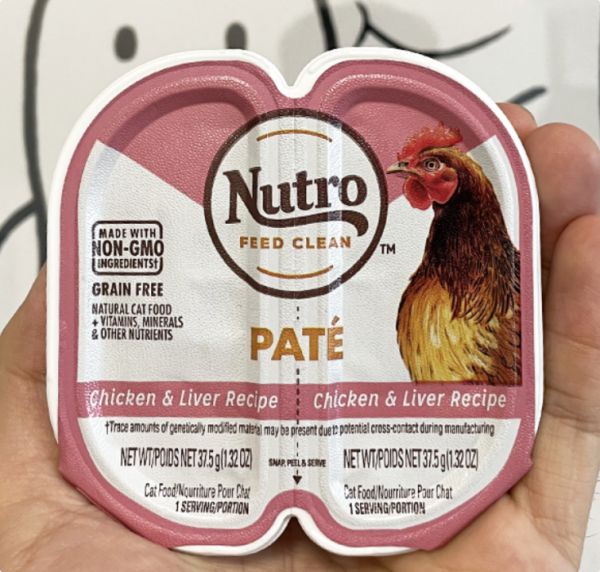 Nutro
FEED CLEAN
TM
MADE WITH
NON-GMO
INGREDIENTS†
GRAIN FREE
NATURAL CAT FOOD
+ VITAMINS, MINERALS
& OTHER NUTRIENTS
PATÉ
Chicken & Liver Recipe
Chicken & Liver Recipe
†Trace amounts of genetically modified material may be present due to potential cross-contact during manufacturing
NET WT/POIDS NET 37.5 g (1.32 OZ)
SNAP, PEEL & SERVE
NET WT/POIDS NET 37.5 g (1.32 OZ)
Cat Food/Nourriture Pour Chat
1 SERVING/PORTION
Cat Food/Nourriture Pour Chat
1 SERVING/PORTION